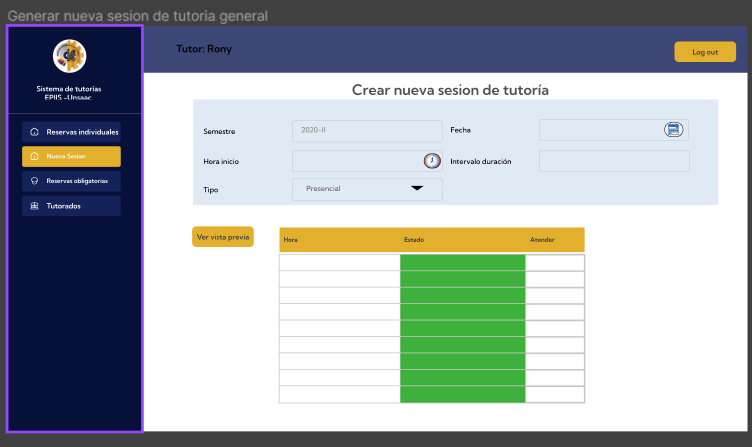 Generar nueva sesion de tutoria general
Sistema de tutorias
EPIIS -Unsaac
Reservas individuales
Nueva Sesion
Reservas obligatorias
Tutorados
Tutor: Rony
Log out
Crear nueva sesion de tutoría
Semestre
2020-II
Fecha
Hora inicio
Intervalo duración
Tipo
Presencial
Ver vista previa
Hora
Estado
Atender